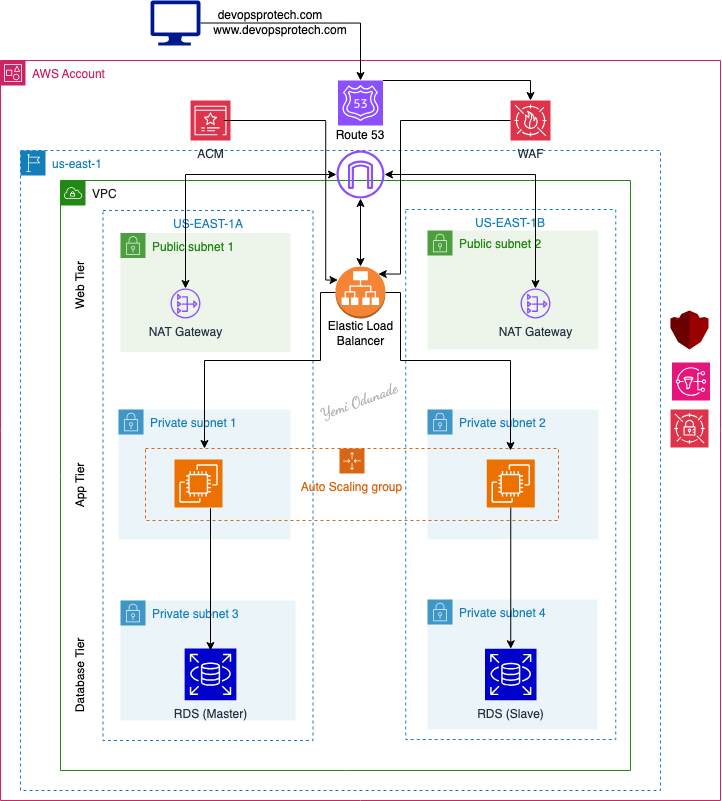 devopsprotech.com
www.devopsprotech.com
AWS Account
53
Route 53
ACM
WAF
us-east-1
VPC
US-EAST-1A
US-EAST-1B
Public subnet 1
Public subnet 2
Web Tier
NAT Gateway
NAT Gateway
Elastic Load
Balancer
Yemi Odunade
Private subnet 1
Private subnet 2
App Tier
Auto Scaling group
Private subnet 3
Private subnet 4
Database Tier
RDS (Master)
RDS (Slave)